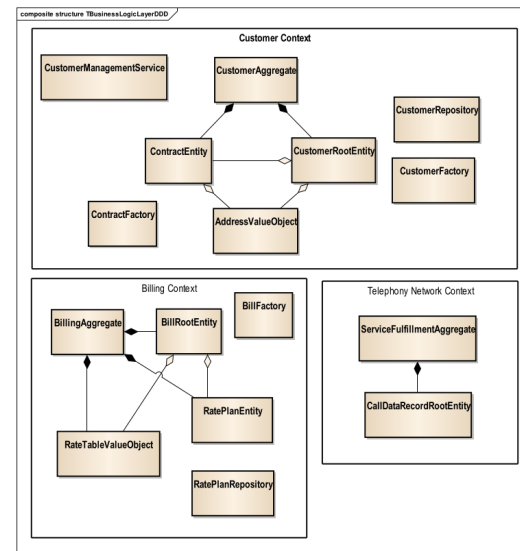 composite structure TBusinessLogicLayerDDD
Customer Context
CustomerManagementService
CustomerAggregate
CustomerRepository
ContractEntity
CustomerRootEntity
CustomerFactory
ContractFactory
AddressValueObject
Billing Context
BillingAggregate
BillRootEntity
BillFactory
RatePlanEntity
RateTableValueObject
RatePlanRepository
Telephony Network Context
ServiceFulfillmentAggregate
CallDataRecordRootEntity